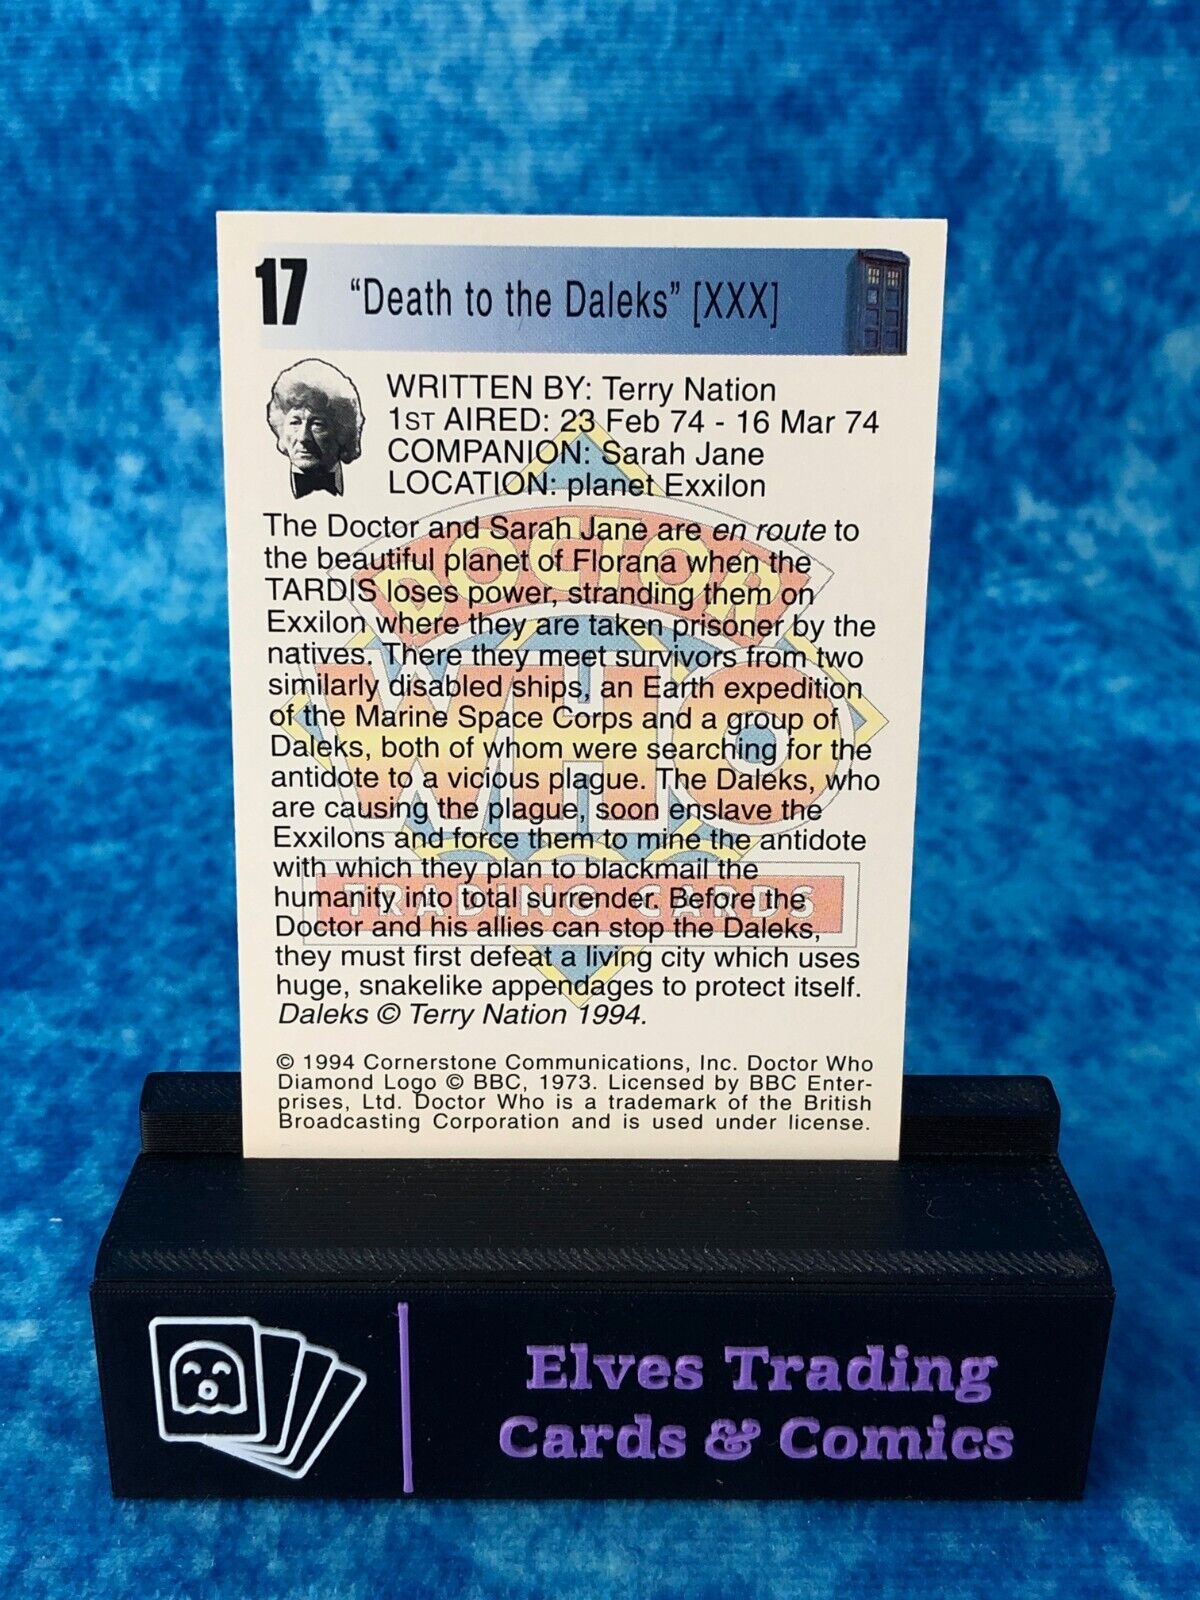 17 “Death to the Daleks” [XXX]
WRITTEN BY: Terry Nation
1ST AIRED: 23 Feb 74 - 16 Mar 74
COMPANION: Sarah Jane
LOCATION: planet Exxilon
The Doctor and Sarah Jane are en route to
the beautiful planet of Florana when the
TARDIS loses power, stranding them on
Exxilon where they are taken prisoner by the
natives. There they meet survivors from two
similarly disabled ships, an Earth expedition
of the Marine Space Corps and a group of
Daleks, both of whom were searching for the
antidote to a vicious plague. The Daleks, who
are causing the plague, soon enslave the
Exxilons and force them to mine the antidote
with which they plan to blackmail the
humanity into total surrender. Before the
Doctor and his allies can stop the Daleks,
they must first defeat a living city which uses
huge, snakelike appendages to protect itself.
Daleks © Terry Nation 1994.
DOCTOR
WHO
TRADING CARDS
© 1994 Cornerstone Communications, Inc. Doctor Who
Diamond Logo © BBC, 1973. Licensed by BBC Enter-
prises, Ltd. Doctor Who is a trademark of the British
Broadcasting Corporation and is used under license.
Elves Trading
Cards & Comics